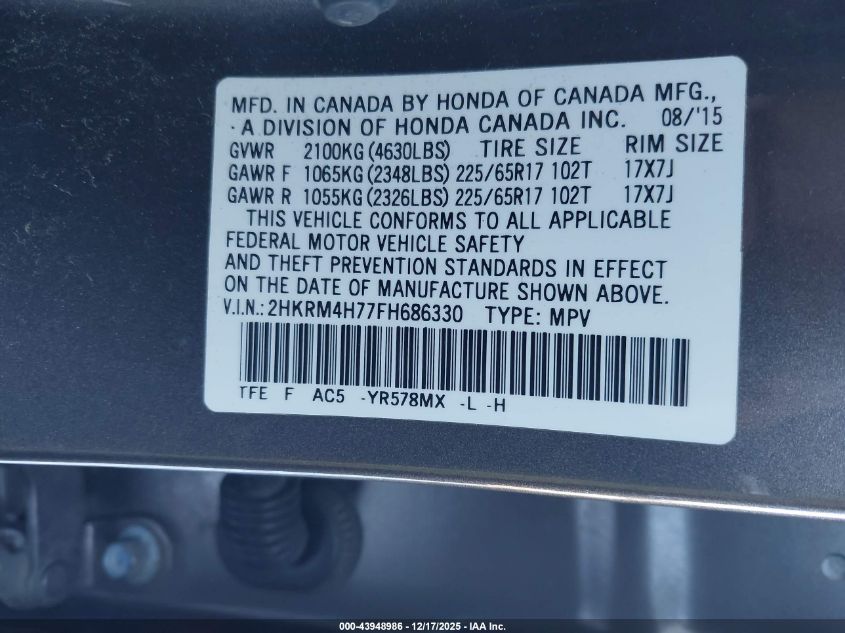 MFD. IN CANADA BY HONDA OF CANADA MFG.,
A DIVISION OF HONDA CANADA INC. 08/'15
GVWR 2100KG (4630LBS) TIRE SIZE RIM SIZE
GAWR F 1065KG (2348LBS) 225/65R17 102T 17X7J
GAWR R 1055KG (2326LBS) 225/65R17 102T 17X7J
THIS VEHICLE CONFORMS TO ALL APPLICABLE
FEDERAL MOTOR VEHICLE SAFETY
AND THEFT PREVENTION STANDARDS IN EFFECT
ON THE DATE OF MANUFACTURE SHOWN ABOVE.
V.I.N.: 2HKRM4H77FH686330 TYPE: MPV
TFE F AC5 -YR578MX -L -H
000-43948986 - 12/17/2025 - IAA Inc.